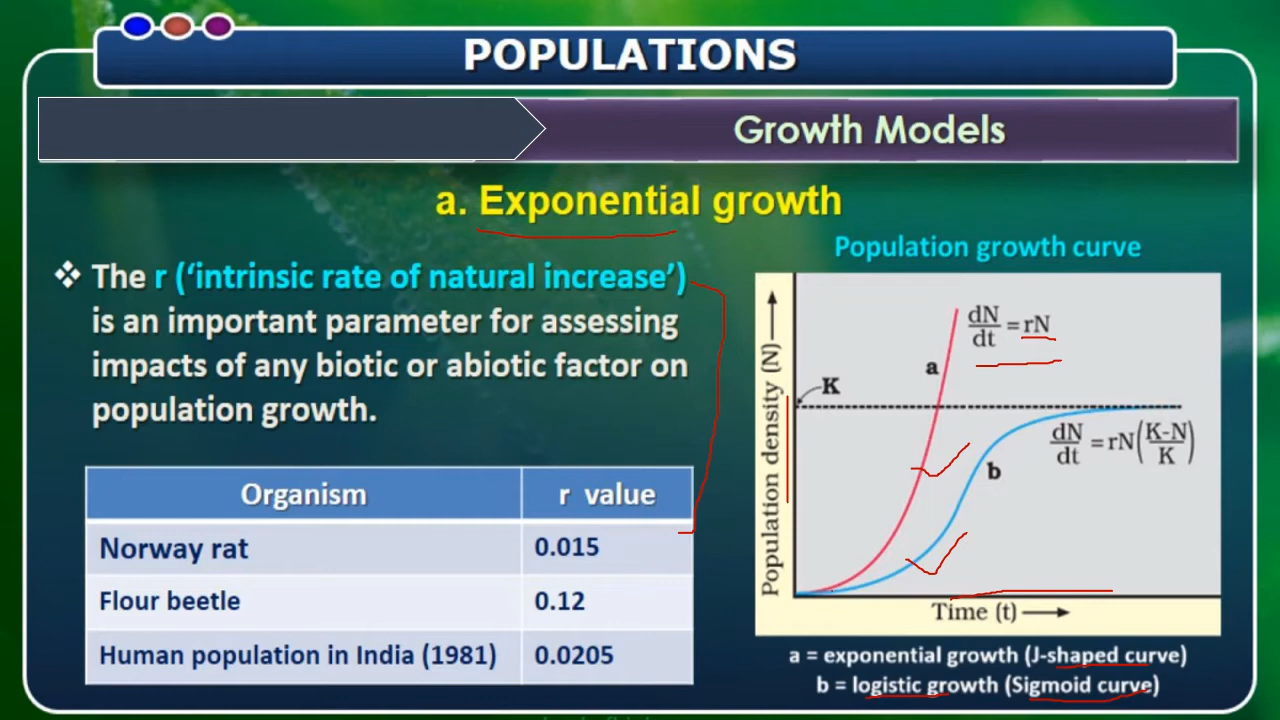 POPULATIONS
Growth Models
a. Exponential growth
❖ The r (‘intrinsic rate of natural increase’)
is an important parameter for assessing
impacts of any biotic or abiotic factor on
population growth.
Organism r value
Norway rat 0.015
Flour beetle 0.12
Human population in India (1981) 0.0205
Population growth curve
Population density (N)
K
a
dN/dt = rN
b
dN/dt = rN(K-N/K)
Time (t)
a = exponential growth (J-shaped curve)
b = logistic growth (Sigmoid curve)